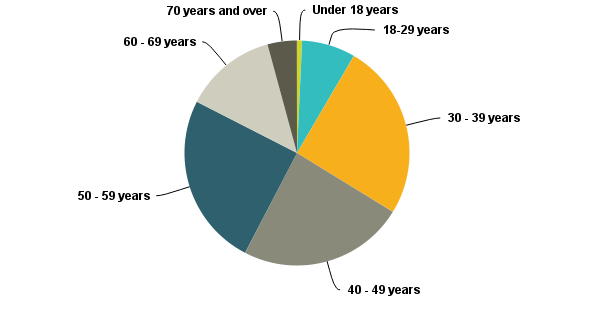 70 years and over
Under 18 years
18-29 years
60 - 69 years
30 - 39 years
50 - 59 years
40 - 49 years